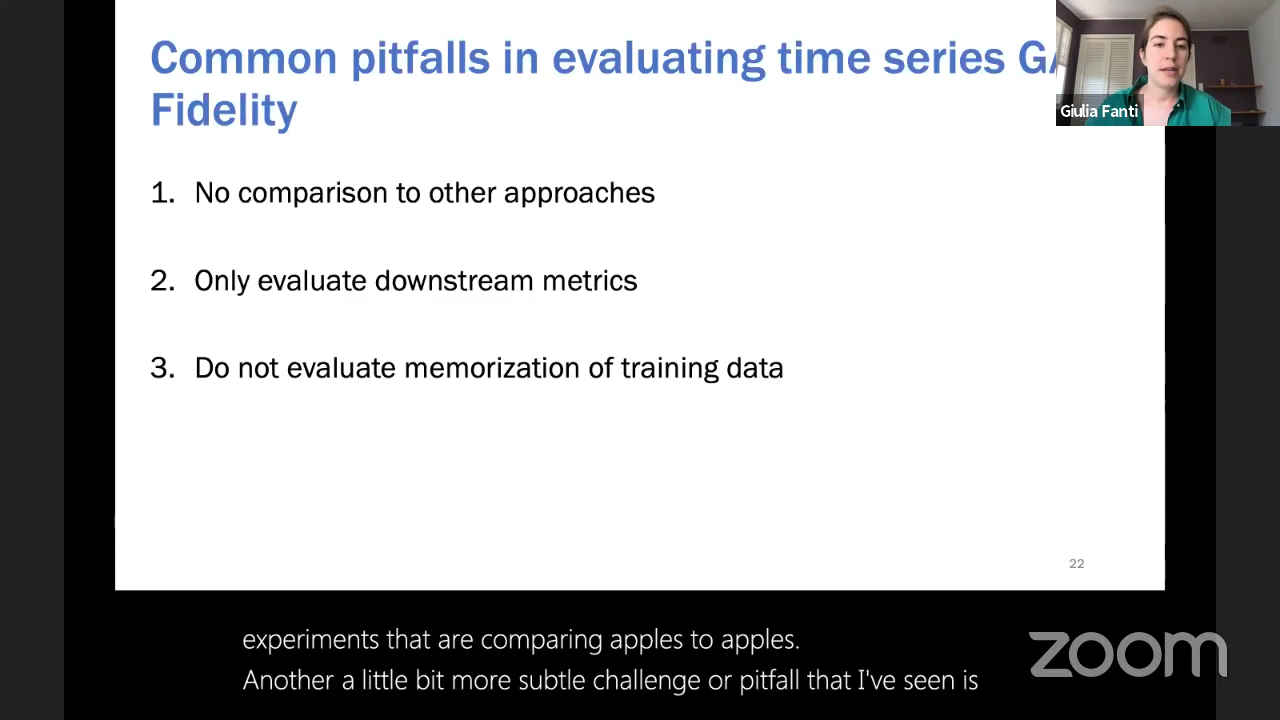 Common pitfalls in evaluating time series
Fidelity
Giulia Fanti
1. No comparison to other approaches
2. Only evaluate downstream metrics
3. Do not evaluate memorization of training data
22
experiments that are comparing apples to apples.
Another a little bit more subtle challenge or pitfall that I've seen is
zoom